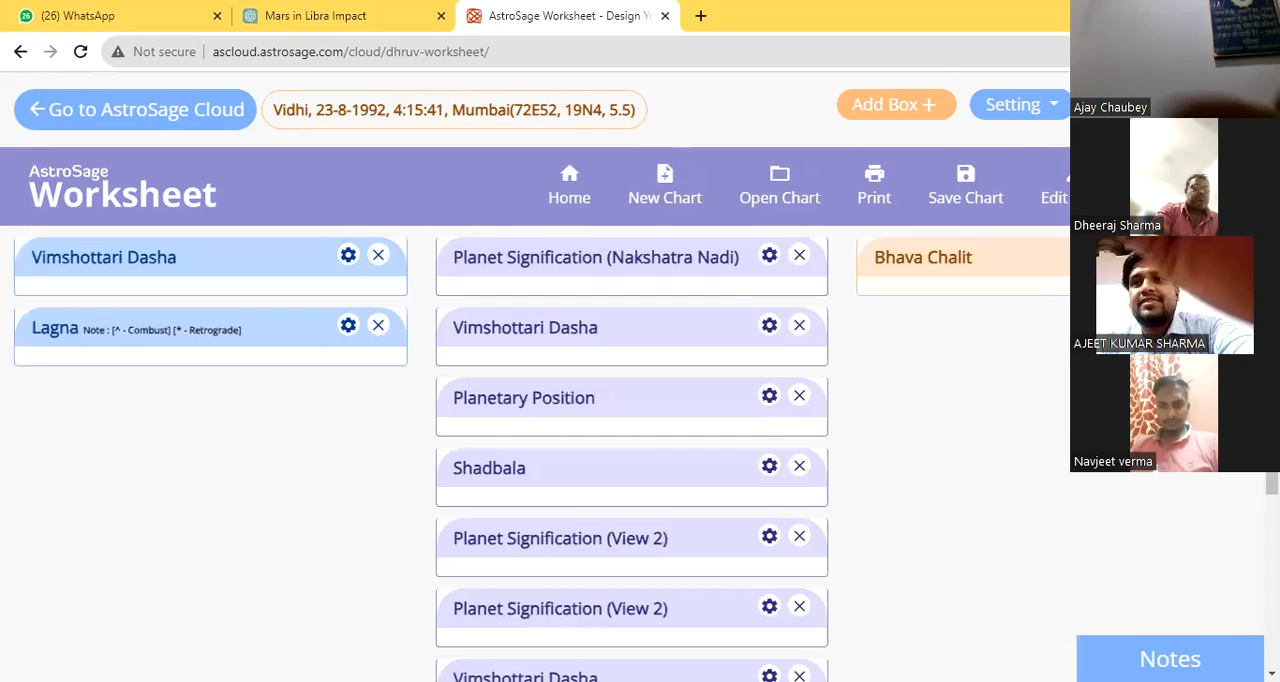 (26) WhatsApp
Mars in Libra Impact
AstroSage Worksheet - Design Y
Not secure
ascloud.astrosage.com/cloud/dhruv-worksheet/
Go to AstroSage Cloud
Vidhi, 23-8-1992, 4:15:41, Mumbai(72E52, 19N4, 5.5)
Add Box +
Setting
AstroSage
Worksheet
Home
New Chart
Open Chart
Print
Save Chart
Edit
Vimshottari Dasha
Lagna Note : [^ - Combust] [* - Retrograde]
Planet Signification (Nakshatra Nadi)
Vimshottari Dasha
Planetary Position
Shadbala
Planet Signification (View 2)
Planet Signification (View 2)
Vimshottari Dasha
Bhava Chalit
Ajay Chaubey
Dheeraj Sharma
AJEET KUMAR SHARMA
Navjeet verma
Notes